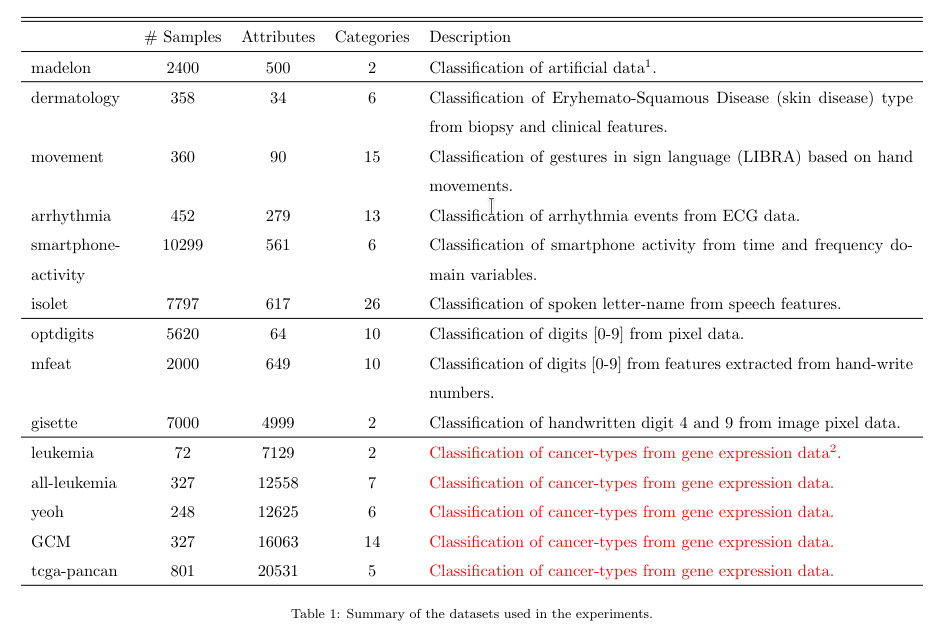 # Samples Attributes Categories Description
madelon 2400 500 2 Classification of artificial data¹.
dermatology 358 34 6 Classification of Eryhemato-Squamous Disease (skin disease) type
from biopsy and clinical features.
movement 360 90 15 Classification of gestures in sign language (LIBRA) based on hand
movements.
arrhythmia 452 279 13 Classification of arrhythmia events from ECG data.
smartphone- 10299 561 6 Classification of smartphone activity from time and frequency do-
activity main variables.
isolet 7797 617 26 Classification of spoken letter-name from speech features.
optdigits 5620 64 10 Classification of digits [0-9] from pixel data.
mfeat 2000 649 10 Classification of digits [0-9] from features extracted from hand-write
numbers.
gisette 7000 4999 2 Classification of handwritten digit 4 and 9 from image pixel data.
leukemia 72 7129 2 Classification of cancer-types from gene expression data².
all-leukemia 327 12558 7 Classification of cancer-types from gene expression data.
yeoh 248 12625 6 Classification of cancer-types from gene expression data.
GCM 327 16063 14 Classification of cancer-types from gene expression data.
tcga-pancan 801 20531 5 Classification of cancer-types from gene expression data.
Table 1: Summary of the datasets used in the experiments.